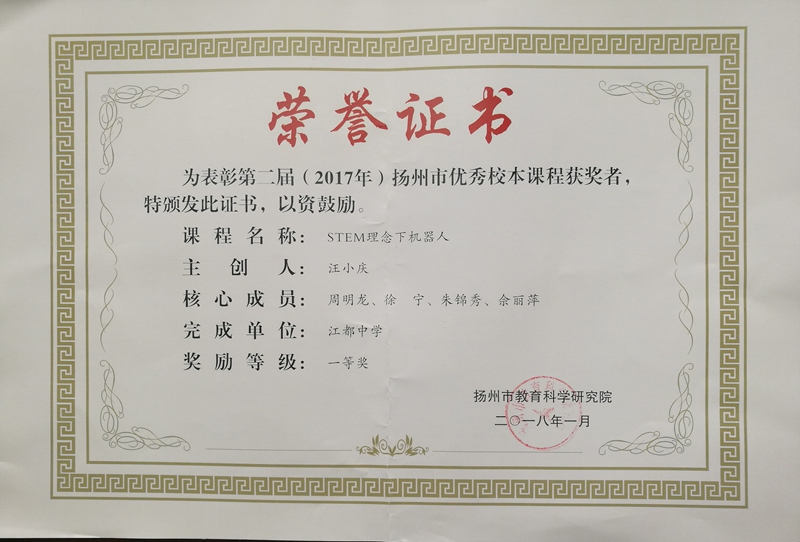 荣誉证书
为表彰第二届（2017年）扬州市优秀校本课程获奖者，
特颁发此证书，以资鼓励。
课程名称：STEM理念下机器人
主创人：汪小庆
核心成员：周明龙、徐　宁、朱锦秀、佘丽萍
完成单位：江都中学
奖励等级：一等奖
扬州市教育科学研究院
二〇一八年一月